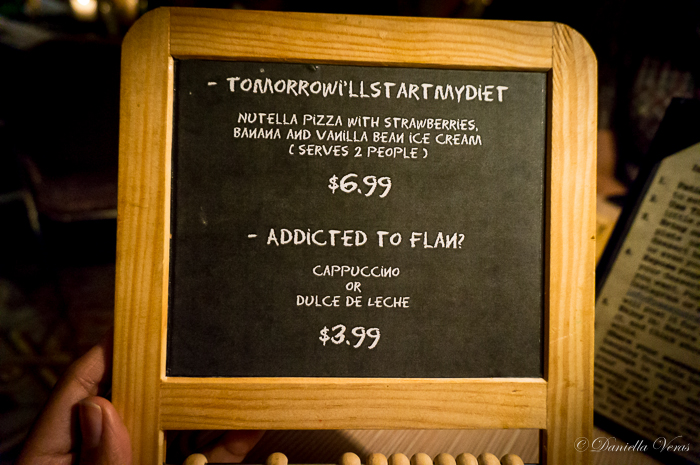 - TOMORROWI'LLSTARTMYDIET
NUTELLA PIZZA WITH STRAWBERRIES,
BANANA AND VANILLA BEAN ICE CREAM
( SERVES 2 PEOPLE )
$6.99
- ADDICTED TO FLAN?
CAPPUCCINO
OR
DULCE DE LECHE
$3.99
© Daniella Veras